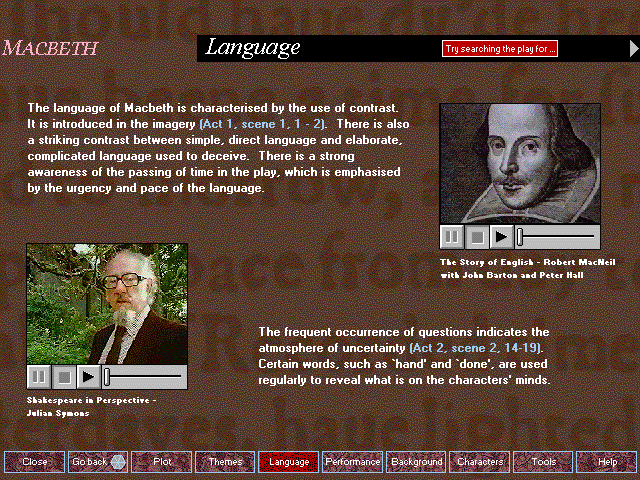 MACBETH
Language
Try searching the play for ...
The language of Macbeth is characterised by the use of contrast.
It is introduced in the imagery (Act 1, scene 1, 1 - 2). There is also
a striking contrast between simple, direct language and elaborate,
complicated language used to deceive. There is a strong
awareness of the passing of time in the play, which is emphasised
by the urgency and pace of the language.
The Story of English - Robert MacNeil
with John Barton and Peter Hall
The frequent occurrence of questions indicates the
atmosphere of uncertainty (Act 2, scene 2, 14-19).
Certain words, such as `hand' and `done', are used
regularly to reveal what is on the characters' minds.
Shakespeare in Perspective -
Julian Symons
Close
Go back
Plot
Themes
Language
Performance
Background
Characters
Tools
Help